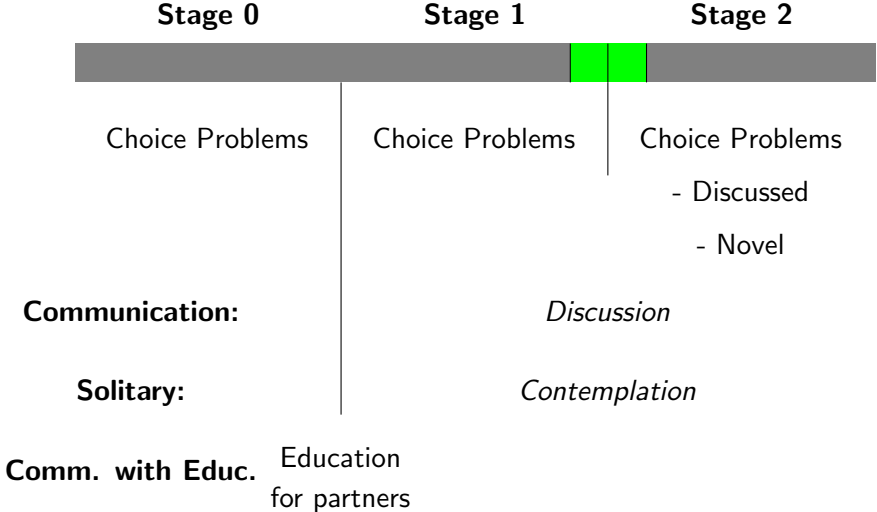 Stage 0 Stage 1 Stage 2
Choice Problems Choice Problems Choice Problems
- Discussed
- Novel
Communication: Discussion
Solitary: Contemplation
Comm. with Educ. Education
for partners